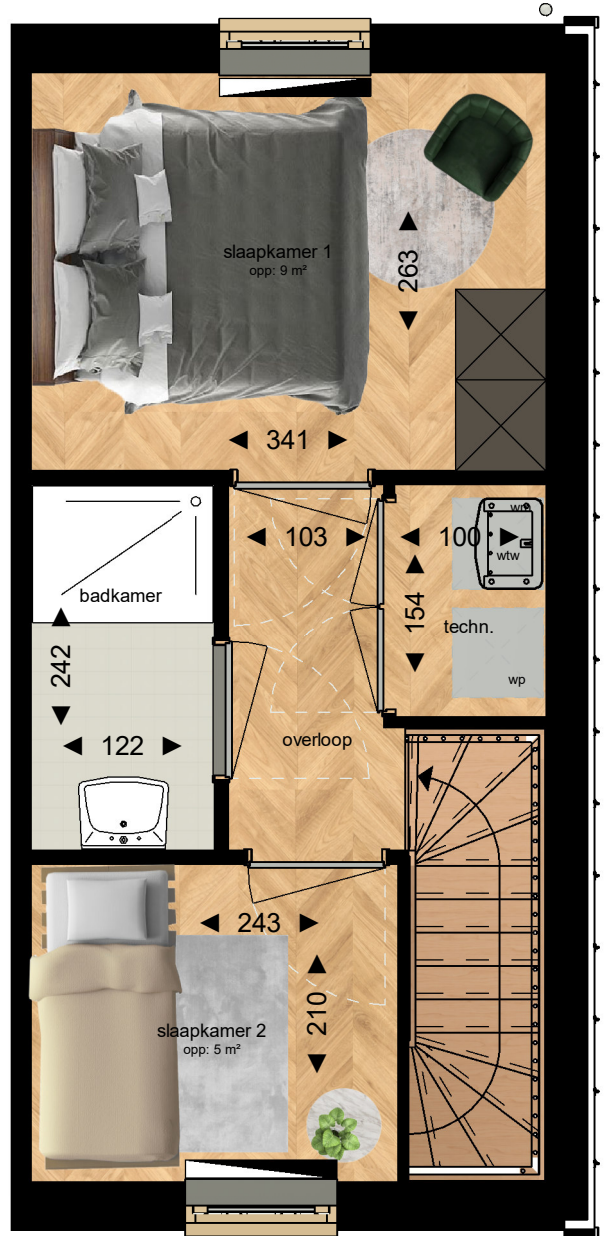 slaapkamer 1
opp: 9 m²
263
341
103
100
wtw
154
techn.
wp
badkamer
242
122
overloop
243
210
slaapkamer 2
opp: 5 m²